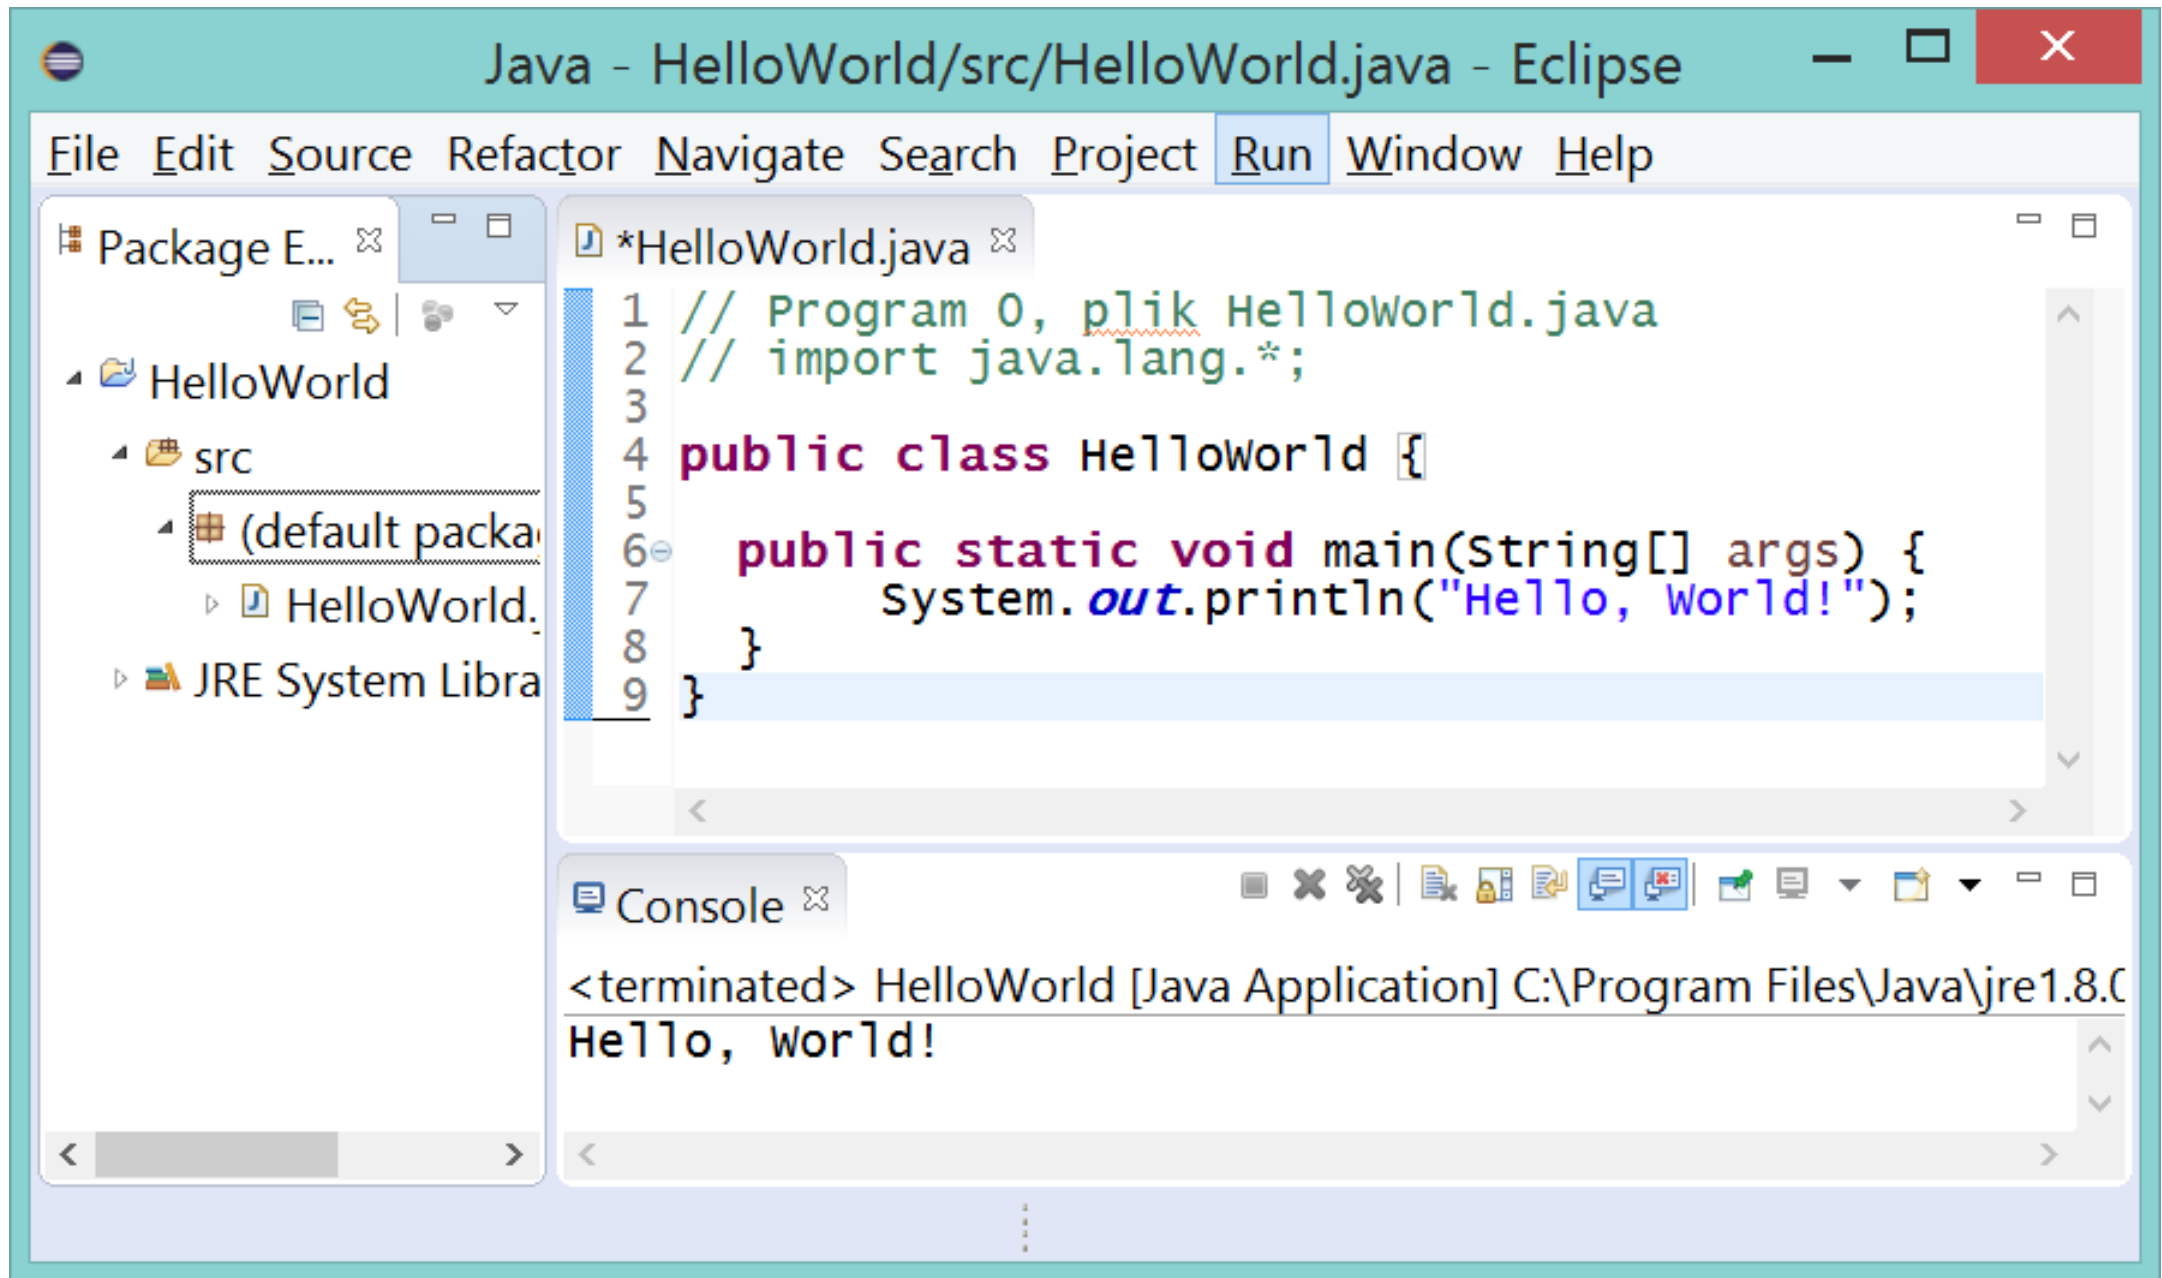 Java - HelloWorld/src/HelloWorld.java - Eclipse
File Edit Source Refactor Navigate Search Project Run Window Help
Package E...
HelloWorld
src
(default packa
HelloWorld.
JRE System Libra
*HelloWorld.java
1 // Program 0, plik HelloWorld.java
2 // import java.lang.*;
3
4 public class HelloWorld {
5
6 public static void main(String[] args) {
7 System.out.println("Hello, World!");
8 }
9 }
Console
<terminated> HelloWorld [Java Application] C:\Program Files\Java\jre1.8.0
Hello, World!